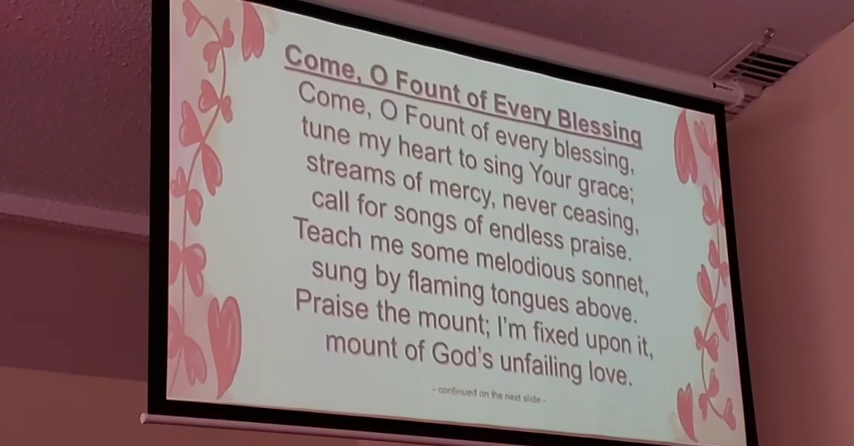 Come, O Fount of Every Blessing
Come, O Fount of every blessing,
tune my heart to sing Your grace;
streams of mercy, never ceasing,
call for songs of endless praise.
Teach me some melodious sonnet,
sung by flaming tongues above.
Praise the mount; I'm fixed upon it,
mount of God's unfailing love.
- continued on the next slide -